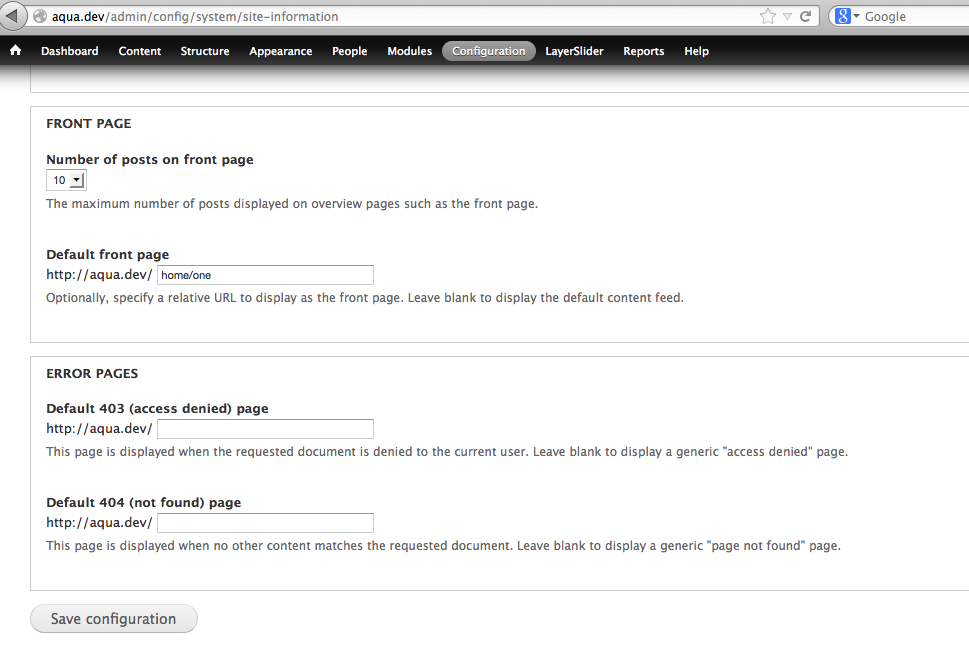 aqua.dev/admin/config/system/site-information
Google
Dashboard Content Structure Appearance People Modules Configuration LayerSlider Reports Help
FRONT PAGE
Number of posts on front page
10
The maximum number of posts displayed on overview pages such as the front page.
Default front page
http://aqua.dev/ home/one
Optionally, specify a relative URL to display as the front page. Leave blank to display the default content feed.
ERROR PAGES
Default 403 (access denied) page
http://aqua.dev/
This page is displayed when the requested document is denied to the current user. Leave blank to display a generic "access denied" page.
Default 404 (not found) page
http://aqua.dev/
This page is displayed when no other content matches the requested document. Leave blank to display a generic "page not found" page.
Save configuration